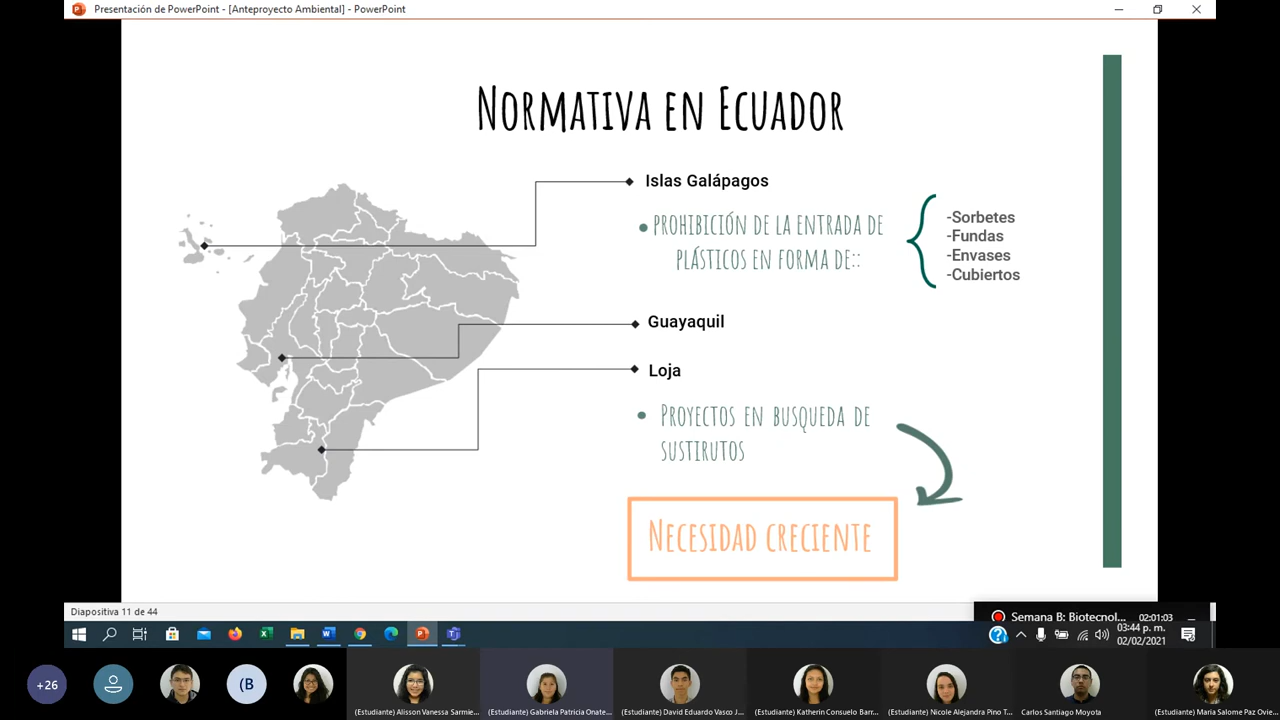 Presentación de PowerPoint - [Anteproyecto Ambiental] - PowerPoint
Normativa en Ecuador
Islas Galápagos
• Prohibición de la entrada de
plásticos en forma de::
-Sorbetes
-Fundas
-Envases
-Cubiertos
Guayaquil
Loja
• Proyectos en busqueda de
sustirutos
Necesidad creciente
Diapositiva 11 de 44
Semana B: Biotecnol...
02:01:03
03:44 p. m.
02/02/2021
+26
(B
(Estudiante) Alisson Vanessa Sarmie...
(Estudiante) Gabriela Patricia Onate...
(Estudiante) David Eduardo Vasco J...
(Estudiante) Katherin Consuelo Barr...
(Estudiante) Nicole Alejandra Pino T...
Carlos Santiago Moyota
(Estudiante) Maria Salome Paz Ovie...